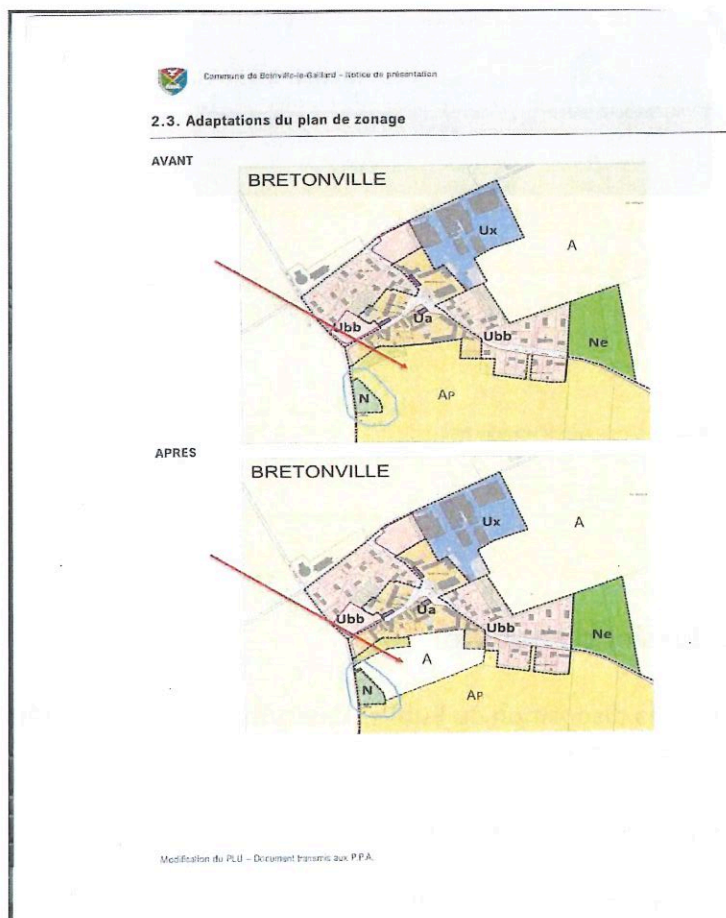 Commune de Boinville-le-Gaillard – Notice de présentation
2.3. Adaptations du plan de zonage
AVANT
BRETONVILLE
Ux
A
Ubb
Ua
Ubb
Ne
N
AP
APRES
BRETONVILLE
Ux
A
Ubb
Ua
Ubb
Ne
A
N
AP
Modification du PLU – Document transmis aux P.P.A.